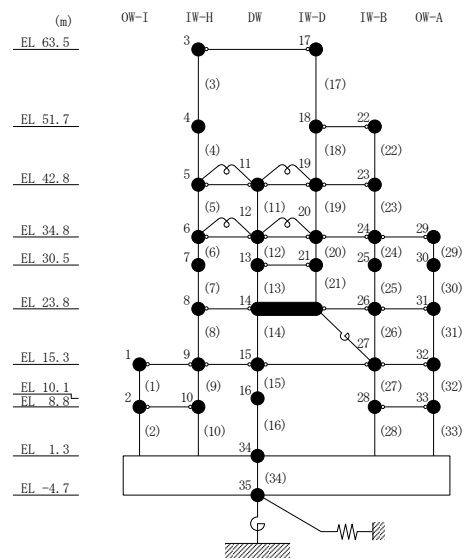 (m) OW-I IW-H DW IW-D IW-B OW-A
EL 63.5 3 17
(3) (17)
EL 51.7 4 18 22
(4) (18) (22)
EL 42.8 5 11 19 23
(5) (11) (19) (23)
EL 34.8 6 12 20 24 29
(6) (12) (20) (24) (29)
EL 30.5 7 13 21 25 30
(7) (13) (21) (25) (30)
EL 23.8 8 14 26 31
(8) (14) (26) (31)
27
EL 15.3 1 9 15 32
(1) (9) (15) (27) (32)
EL 10.1 16
EL 8.8 2 10 28 33
(2) (10) (16) (28) (33)
EL 1.3 34
(34)
EL -4.7 35